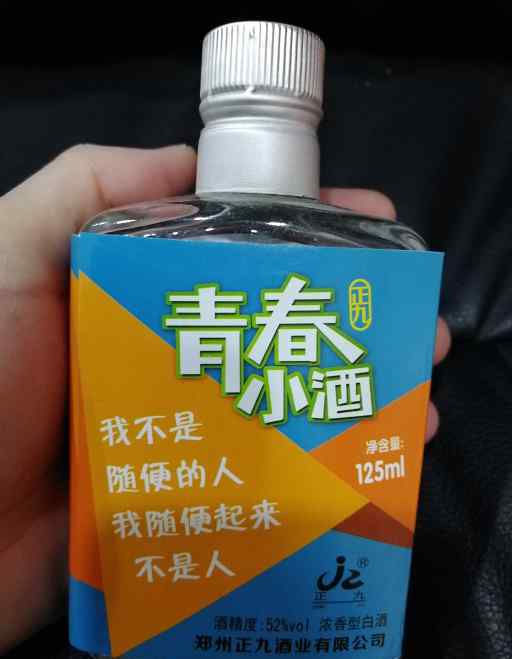 青春
小酒
正九
我不是
随便的人
我随便起来
不是人
净含量:
125ml
jz®
正 九
酒精度:52%vol 浓香型白酒
郑州正九酒业有限公司